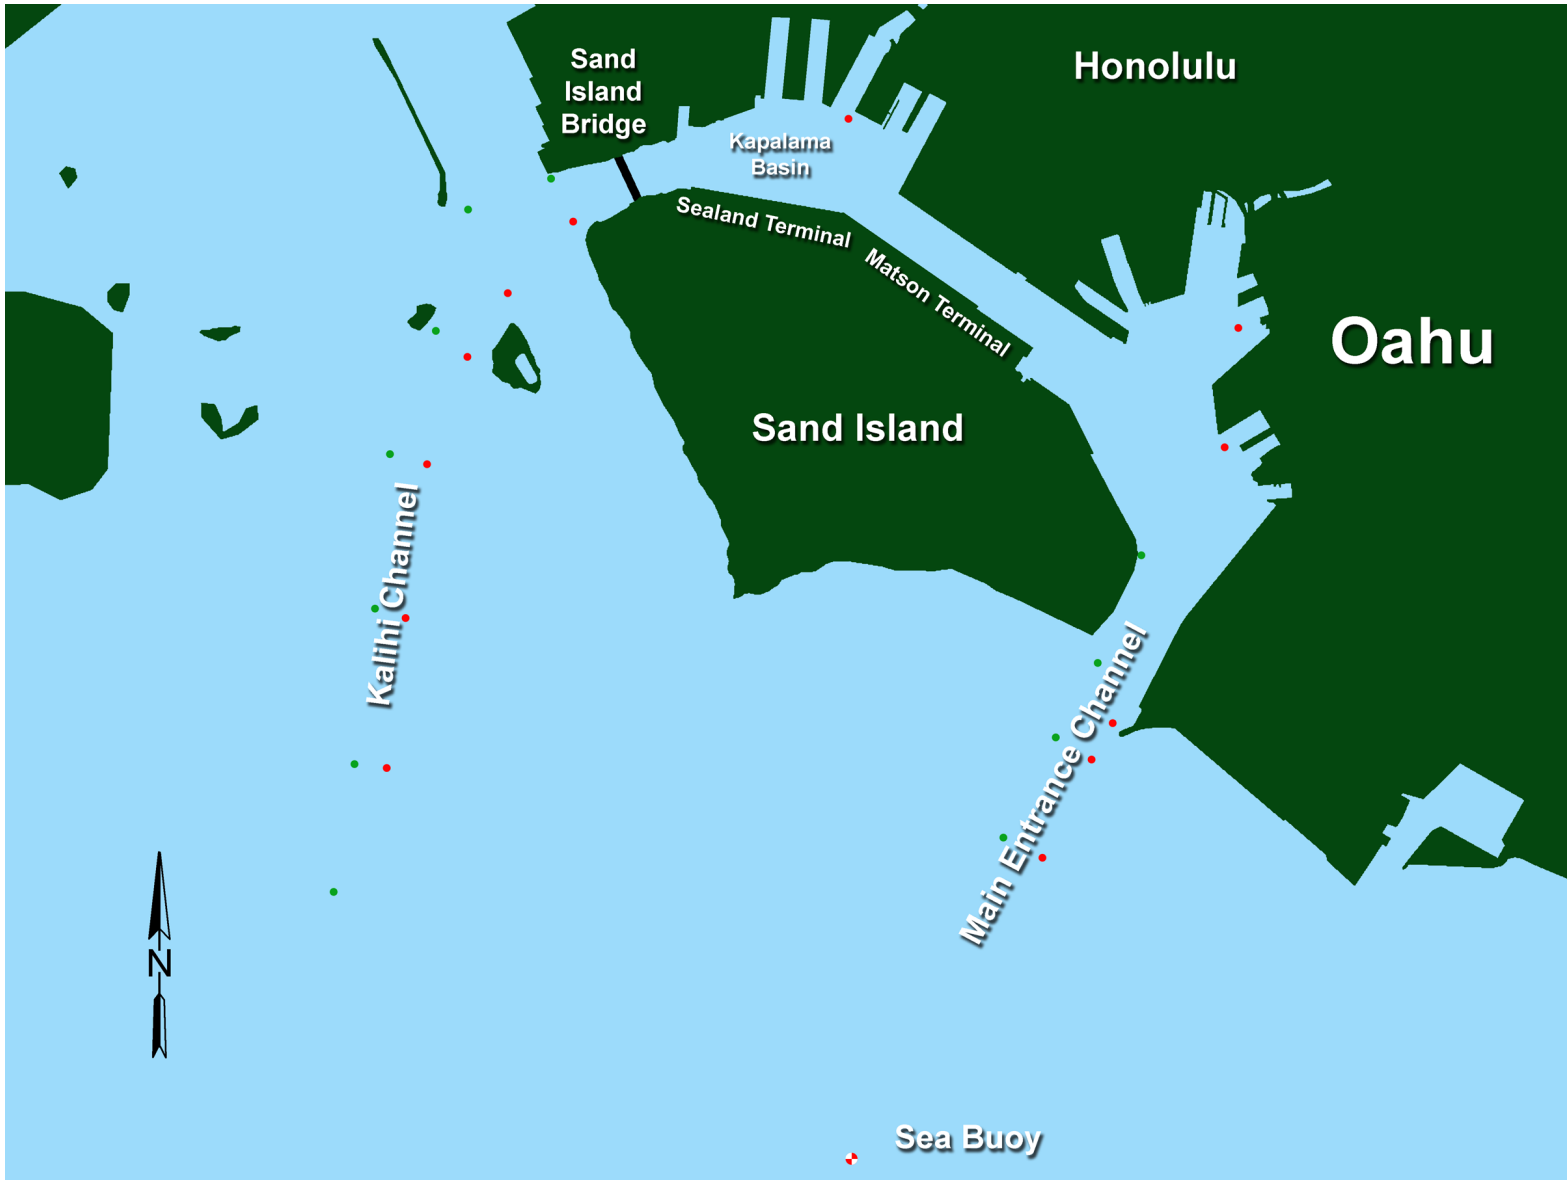 Sand
Island
Bridge
Honolulu
Kapalama
Basin
Sealand Terminal
Matson Terminal
Oahu
Sand Island
Kalihi Channel
Main Entrance Channel
N
Sea Buoy